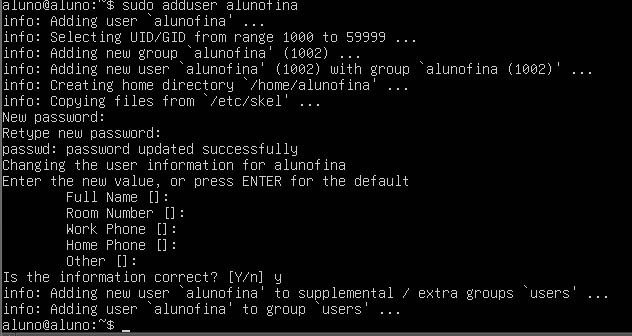 aluno@aluno:~$ sudo adduser alunofina
info: Adding user `alunofina' ...
info: Selecting UID/GID from range 1000 to 59999 ...
info: Adding new group `alunofina' (1002) ...
info: Adding new user `alunofina' (1002) with group `alunofina (1002)' ...
info: Creating home directory `/home/alunofina' ...
info: Copying files from `/etc/skel' ...
New password:
Retype new password:
passwd: password updated successfully
Changing the user information for alunofina
Enter the new value, or press ENTER for the default
        Full Name []:
        Room Number []:
        Work Phone []:
        Home Phone []:
        Other []:
Is the information correct? [Y/n] y
info: Adding new user `alunofina' to supplemental / extra groups `users' ...
info: Adding user `alunofina' to group `users' ...
aluno@aluno:~$ _